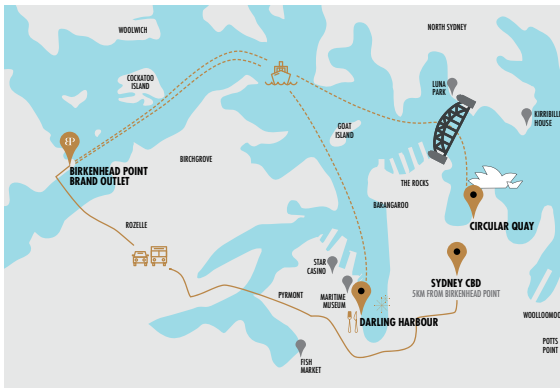 WOOLWICH
NORTH SYDNEY
COCKATOO
ISLAND
LUNA
PARK
KIRRIBILLI
HOUSE
GOAT
ISLAND
BP
BIRKENHEAD POINT
BRAND OUTLET
BIRCHGROVE
THE ROCKS
BARANGAROO
ROZELLE
CIRCULAR QUAY
STAR
CASINO
SYDNEY CBD
5KM FROM BIRKENHEAD POINT
PYRMONT
MARITIME
MUSEUM
DARLING HARBOUR
WOOLLOOMOO
POTTS
POINT
FISH
MARKET